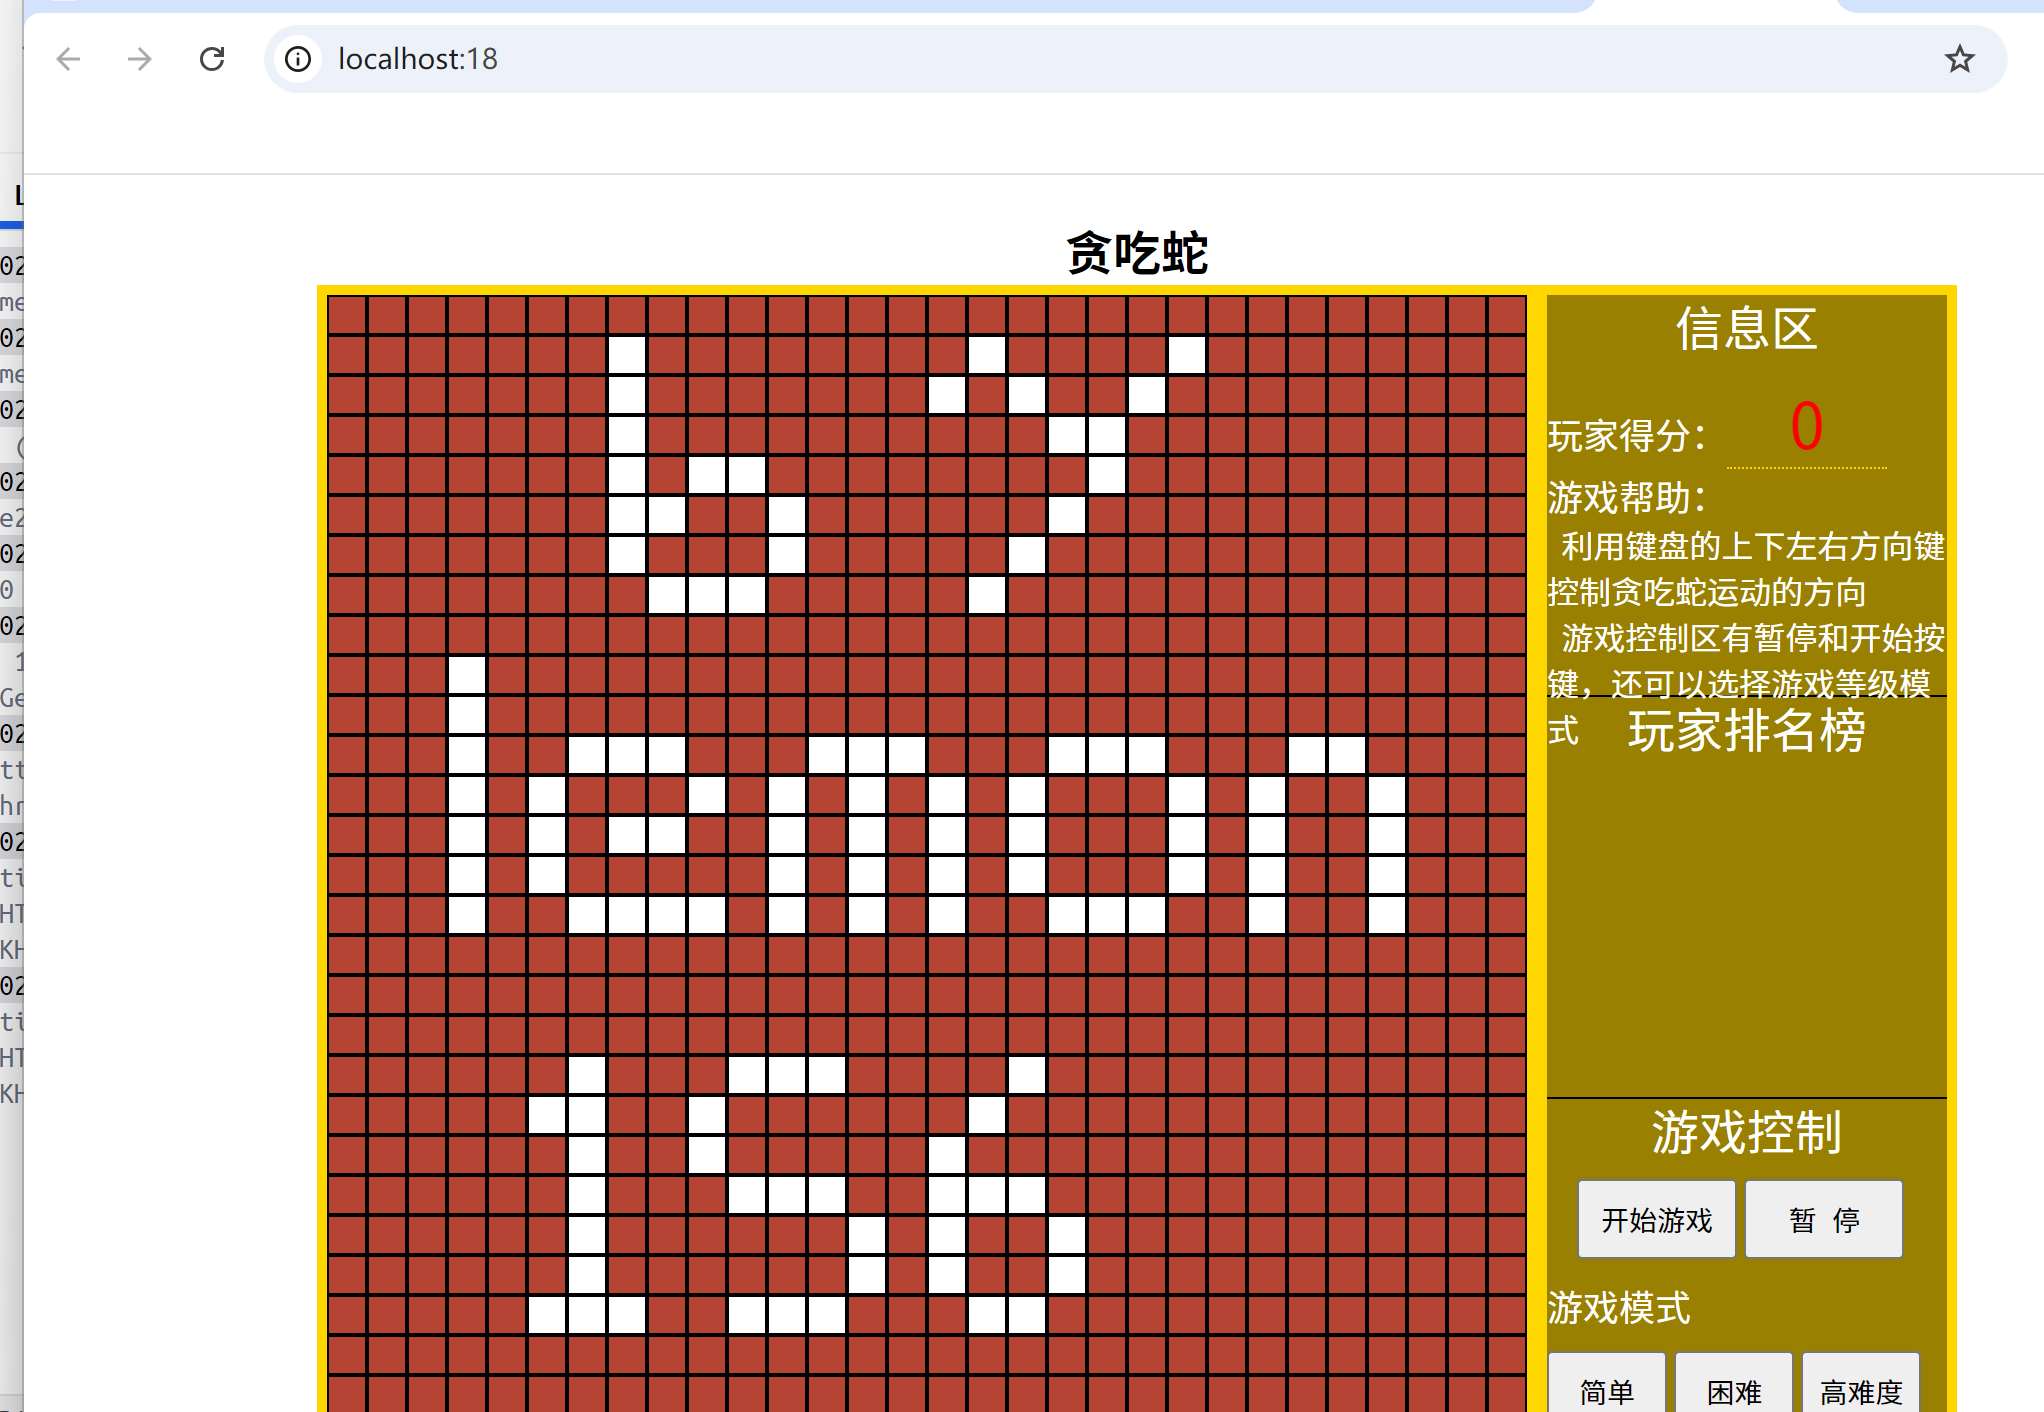 localhost:18
贪吃蛇
by
lemon
156
信息区
玩家得分： 0
游戏帮助：
利用键盘的上下左右方向键
控制贪吃蛇运动的方向
游戏控制区有暂停和开始按
键，还可以选择游戏等级模
式
玩家排名榜
游戏控制
开始游戏 暂 停
游戏模式
简单 困难 高难度